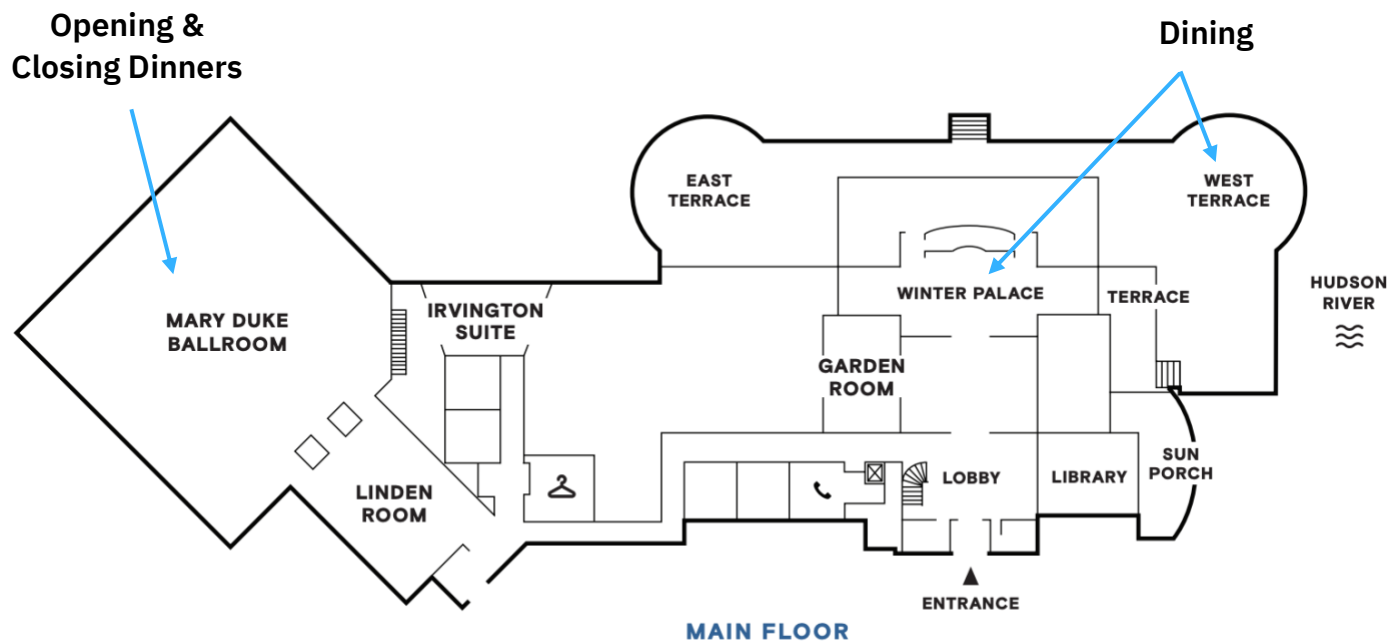 Opening &
Closing Dinners
Dining
EAST
TERRACE
WEST
TERRACE
HUDSON
RIVER
WINTER PALACE
TERRACE
IRVINGTON
SUITE
MARY DUKE
BALLROOM
GARDEN
ROOM
SUN
PORCH
LOBBY
LIBRARY
LINDEN
ROOM
ENTRANCE
MAIN FLOOR